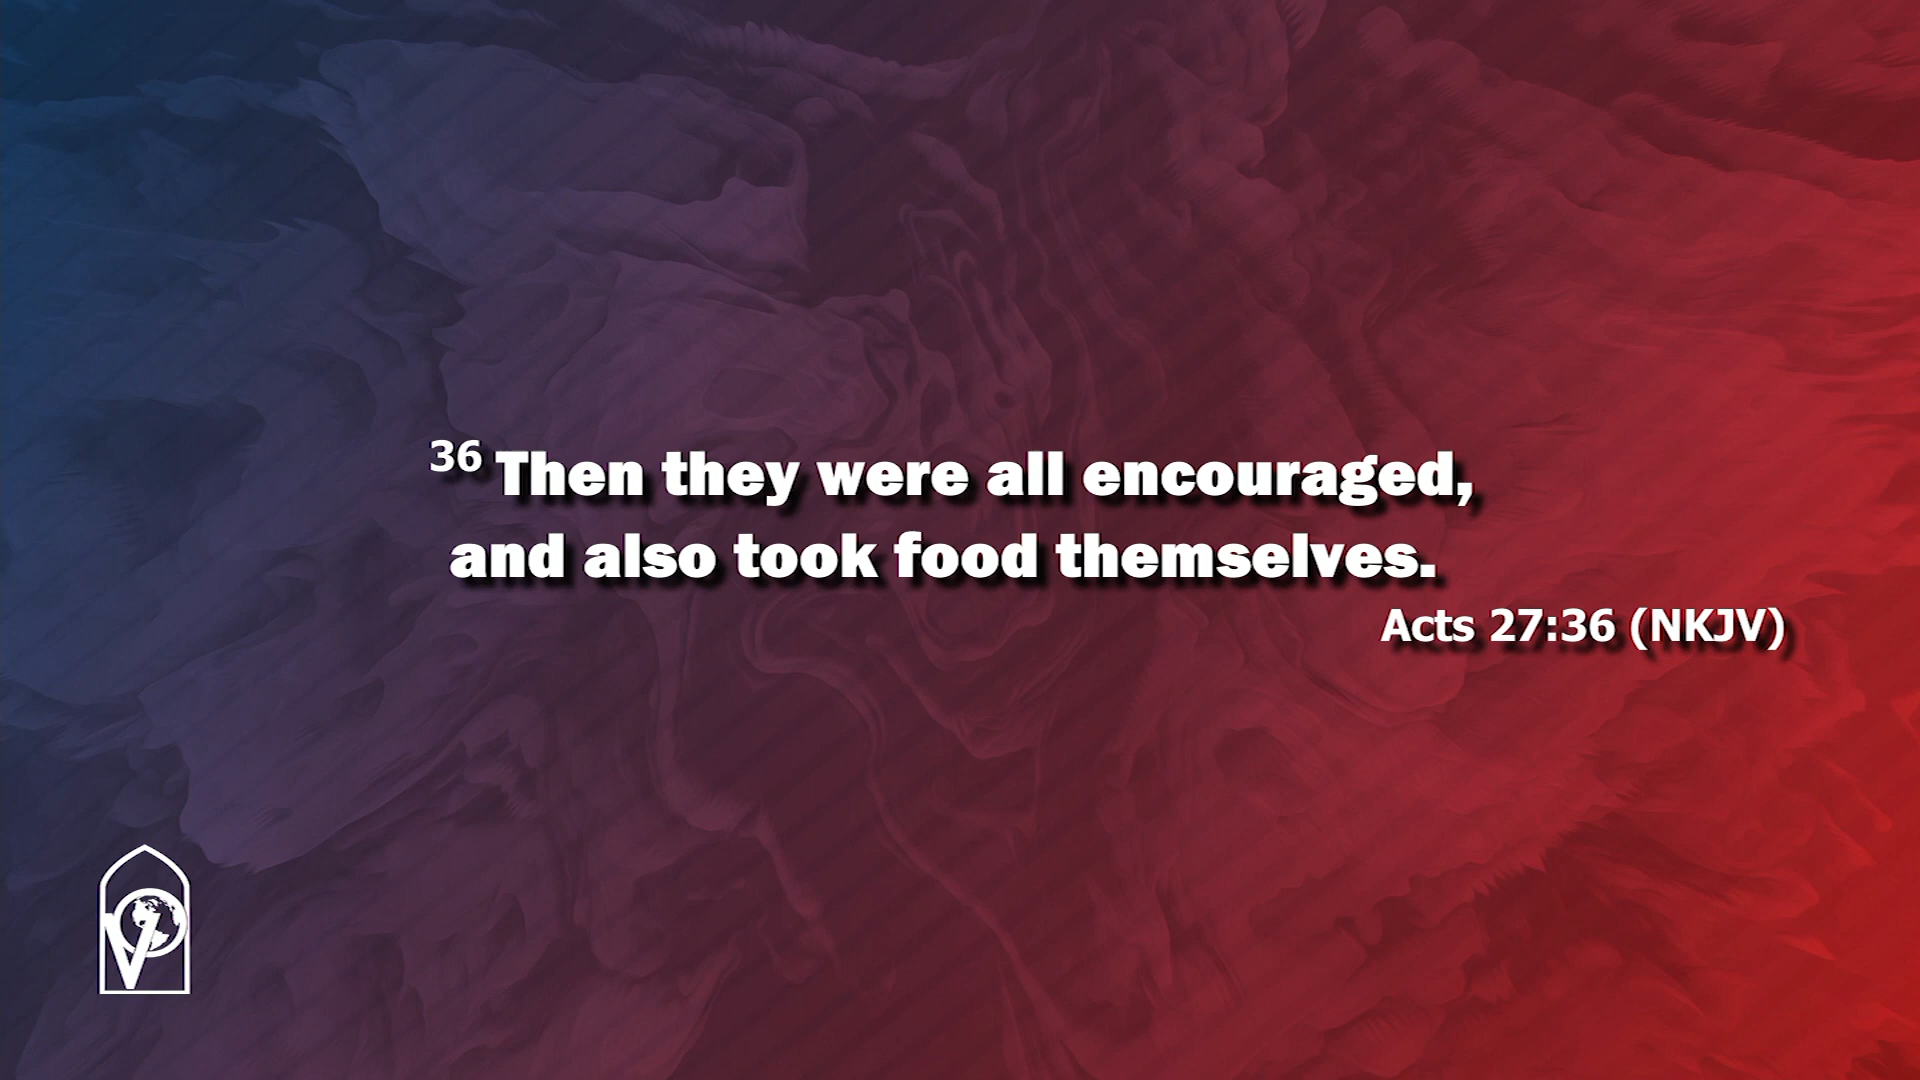 36 Then they were all encouraged,
and also took food themselves.
Acts 27:36 (NKJV)